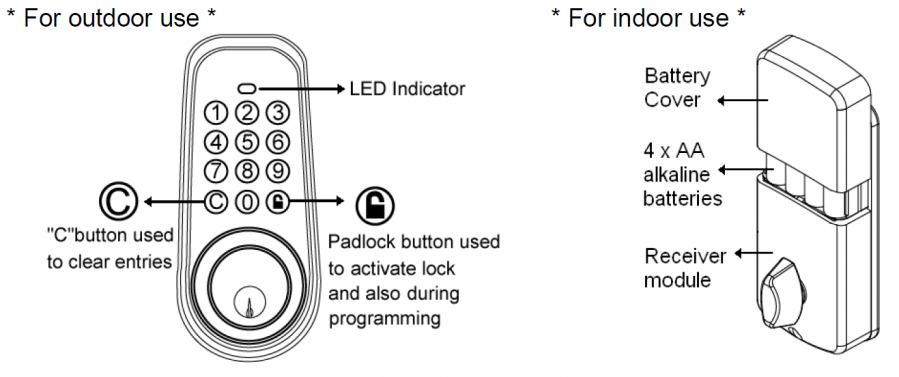 * For outdoor use *
* For indoor use *
LED Indicator
1 2 3
4 5 6
7 8 9
C 0
C
"C"button used
to clear entries
Padlock button used
to activate lock
and also during
programming
Battery
Cover
4 x AA
alkaline
batteries
Receiver
module